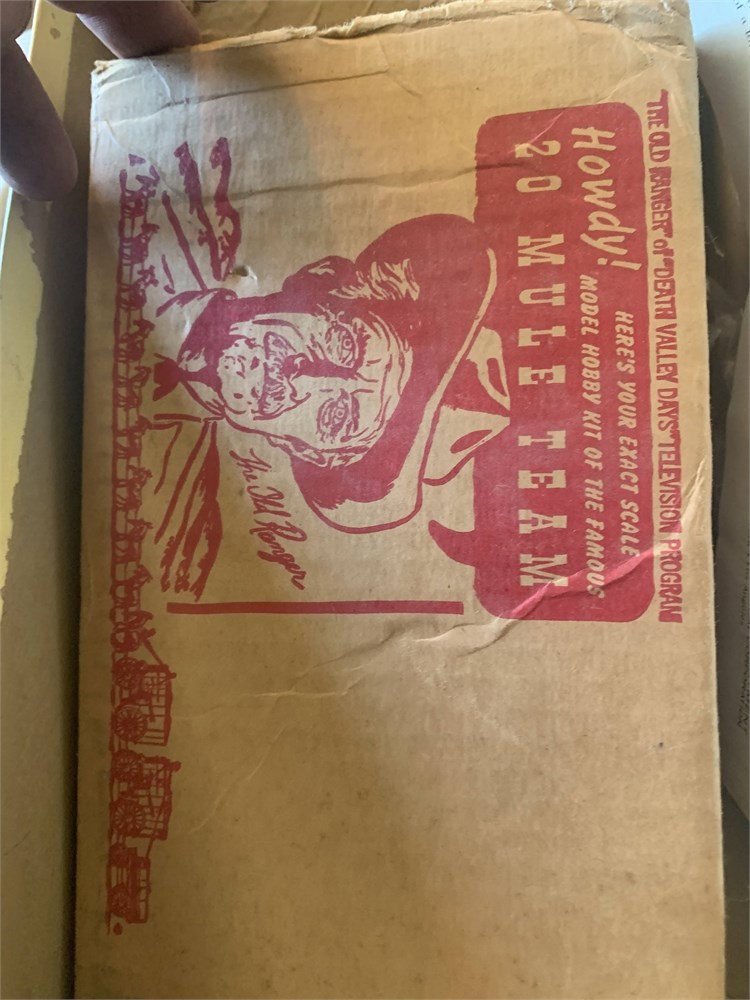 "THE OLD RANGER" of "DEATH VALLEY DAYS" TELEVISION PROGRAM
Howdy! HERE'S YOUR EXACT SCALE
MODEL HOBBY KIT OF THE FAMOUS
20 MULE TEAM
The Old Ranger